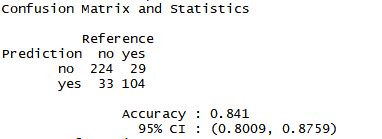 Confusion Matrix and Statistics
Reference
Prediction no yes
no 224 29
yes 33 104
Accuracy : 0.841
95% CI : (0.8009, 0.8759)